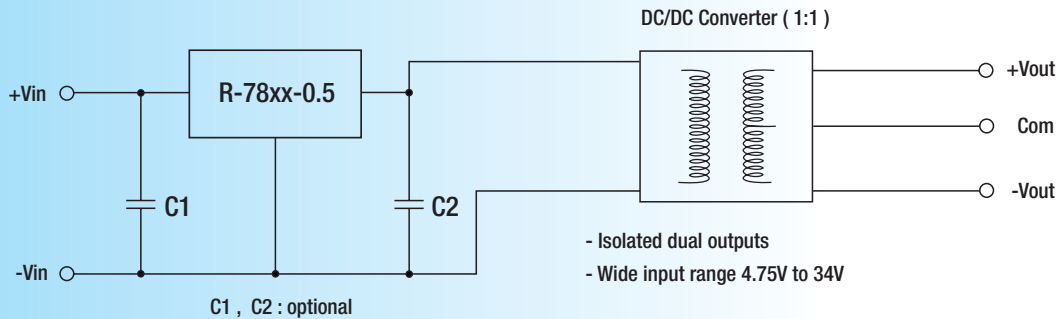 DC/DC Converter ( 1:1 )
+Vin
R-78xx-0.5
+Vout
Com
C1
C2
-Vout
- Isolated dual outputs
-Vin
- Wide input range 4.75V to 34V
C1 , C2 : optional